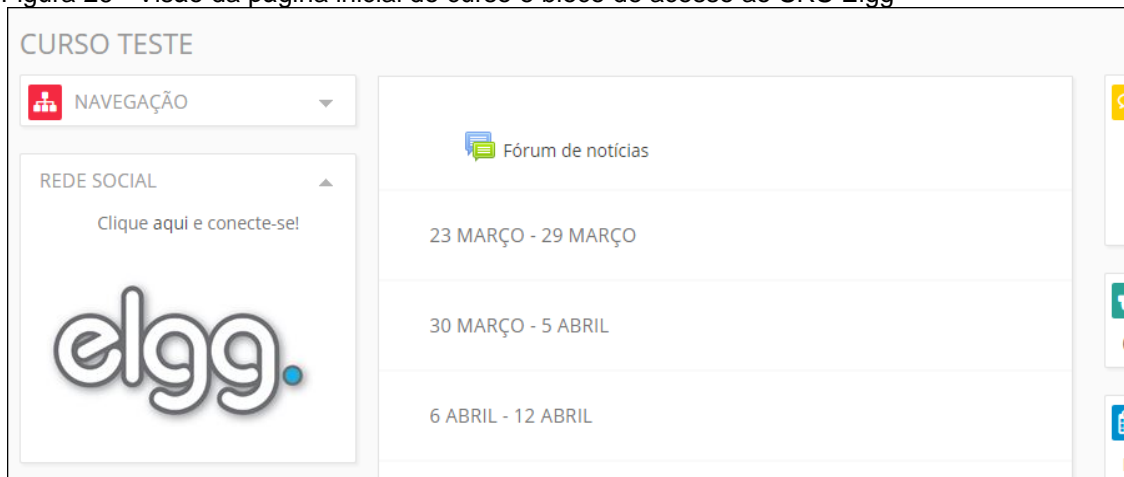 CURSO TESTE
NAVEGAÇÃO
REDE SOCIAL
Clique aqui e conecte-se!
elgg.
Fórum de notícias
23 MARÇO - 29 MARÇO
30 MARÇO - 5 ABRIL
6 ABRIL - 12 ABRIL